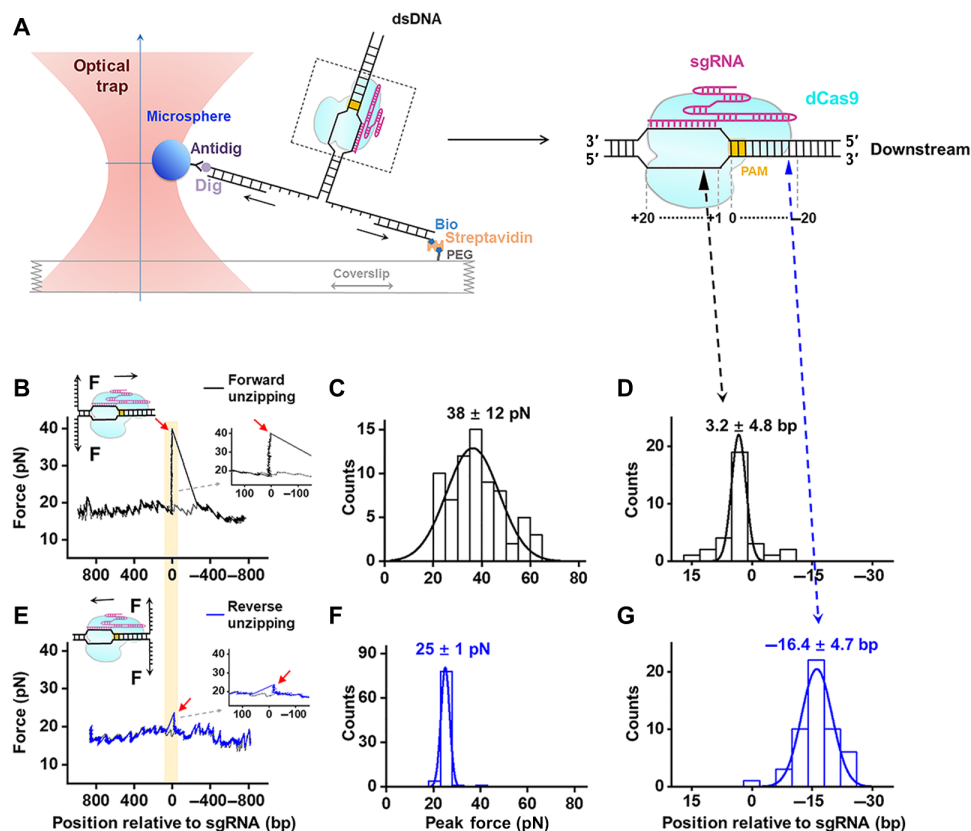 A
dsDNA
Optical
trap
Microsphere
Antidig
Dig
Bio
Streptavidin
PEG
Coverslip
sgRNA
dCas9
3′ 5′
5′ 3′
Downstream
PAM
+20 +1 0 –20
B
F
F
Forward
unzipping
Force (pN)
40
30
20
10
800 400 0 –400 –800
40
30
20
100 0 –100
C
38 ± 12 pN
Counts
15
10
5
0
0 20 40 60 80
D
3.2 ± 4.8 bp
Counts
20
10
0
15 0 –15 –30
E
F
F
Reverse
unzipping
Force (pN)
40
30
20
10
800 400 0 –400 –800
Position relative to sgRNA (bp)
40
30
20
100 0 –100
F
25 ± 1 pN
Counts
90
60
30
0
0 20 40 60 80
Peak force (pN)
G
–16.4 ± 4.7 bp
Counts
20
10
0
15 0 –15 –30
Position relative to sgRNA (bp)